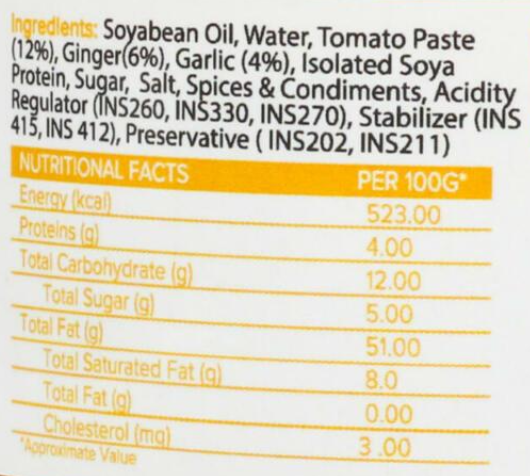 Ingredients: Soyabean Oil, Water, Tomato Paste
(12%), Ginger(6%), Garlic (4%), Isolated Soya
Protein, Sugar, Salt, Spices & Condiments, Acidity
Regulator (INS260, INS330, INS270), Stabilizer (INS
415, INS 412), Preservative ( INS202, INS211)
NUTRITIONAL FACTS PER 100G*
Energy (kcal) 523.00
Proteins (g) 4.00
Total Carbohydrate (g) 12.00
Total Sugar (g) 5.00
Total Fat (g) 51.00
Total Saturated Fat (g) 8.0
Total Fat (g) 0.00
Cholesterol (mg) 3.00
*Approximate Value